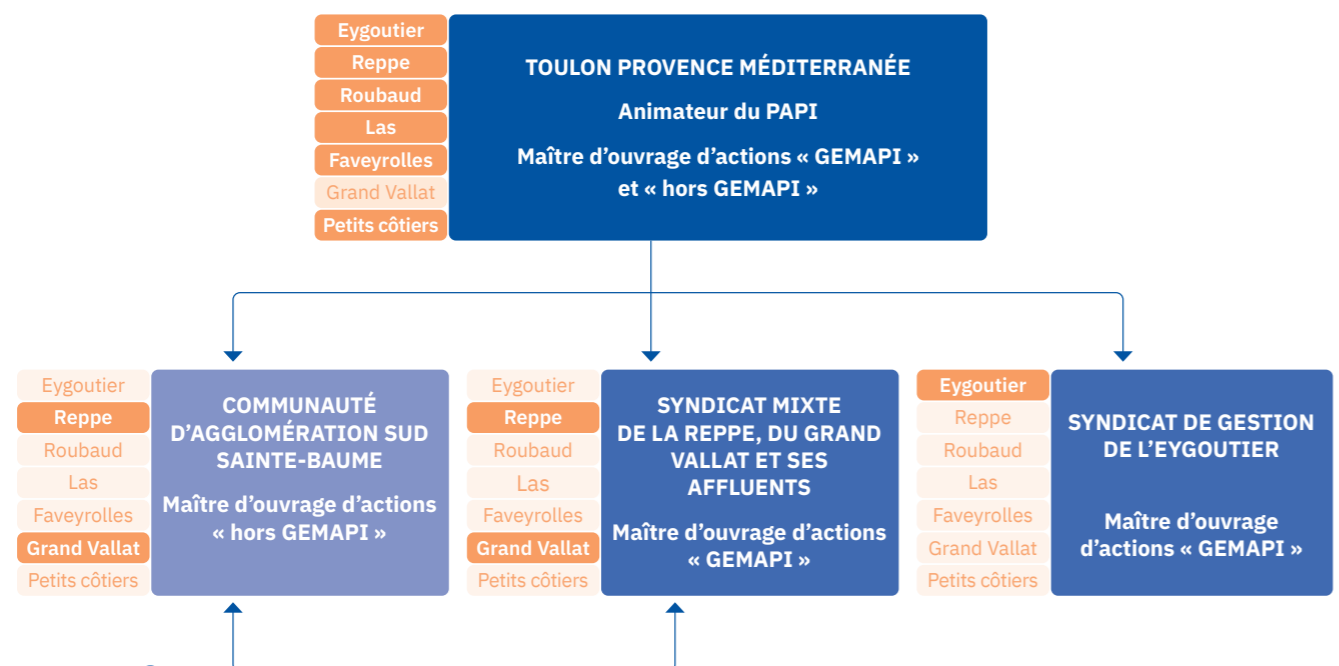 Eygoutier
Reppe
Roubaud
Las
Faveyrolles
Grand Vallat
Petits côtiers
TOULON PROVENCE MÉDITERRANÉE
Animateur du PAPI
Maître d’ouvrage d’actions « GEMAPI »
et « hors GEMAPI »
Eygoutier
Reppe
Roubaud
Las
Faveyrolles
Grand Vallat
Petits côtiers
COMMUNAUTÉ
D’AGGLOMÉRATION SUD
SAINTE-BAUME
Maître d’ouvrage d’actions
« hors GEMAPI »
Eygoutier
Reppe
Roubaud
Las
Faveyrolles
Grand Vallat
Petits côtiers
SYNDICAT MIXTE
DE LA REPPE, DU GRAND
VALLAT ET SES
AFFLUENTS
Maître d’ouvrage d’actions
« GEMAPI »
Eygoutier
Reppe
Roubaud
Las
Faveyrolles
Grand Vallat
Petits côtiers
SYNDICAT DE GESTION
DE L’EYGOUTIER
Maître d’ouvrage
d’actions « GEMAPI »